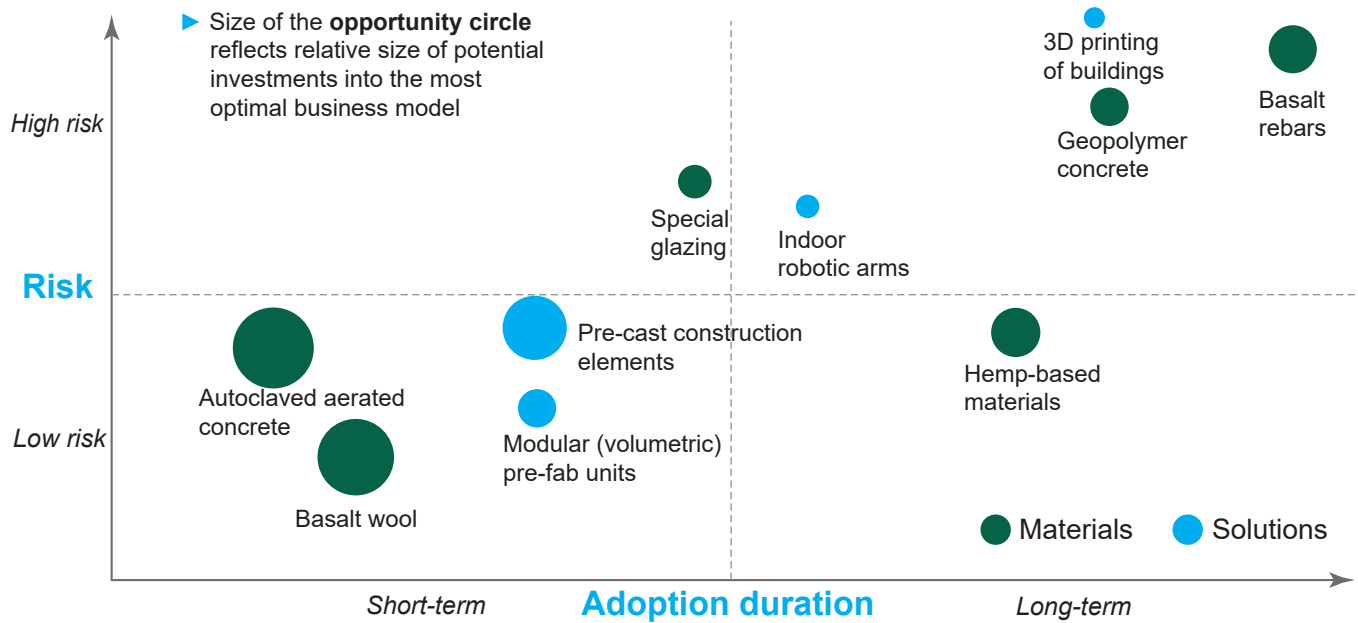 ► Size of the opportunity circle
reflects relative size of potential
investments into the most
optimal business model
3D printing
of buildings
Basalt
rebars
High risk
Geopolymer
concrete
Special
glazing
Indoor
robotic arms
Risk
Pre-cast construction
elements
Autoclaved aerated
concrete
Hemp-based
materials
Low risk
Modular (volumetric)
pre-fab units
Basalt wool
Materials
Solutions
Short-term
Adoption duration
Long-term